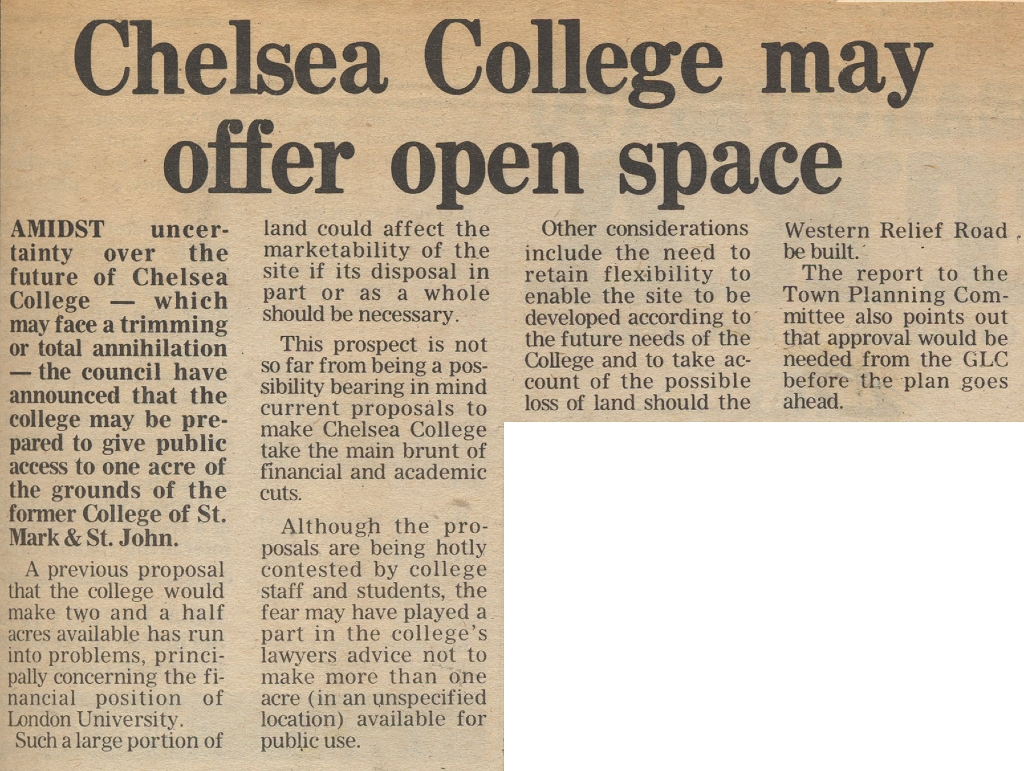 Chelsea College may
offer open space
AMIDST uncer-
tainty over the
future of Chelsea
College — which
may face a trimming
or total annihilation
— the council have
announced that the
college may be pre-
pared to give public
access to one acre of
the grounds of the
former College of St.
Mark & St. John.
A previous proposal
that the college would
make two and a half
acres available has run
into problems, princi-
pally concerning the fi-
nancial position of
London University.
Such a large portion of
land could affect the
marketability of the
site if its disposal in
part or as a whole
should be necessary.
This prospect is not
so far from being a pos-
sibility bearing in mind
current proposals to
make Chelsea College
take the main brunt of
financial and academic
cuts.
Although the pro-
posals are being hotly
contested by college
staff and students, the
fear may have played a
part in the college's
lawyers advice not to
make more than one
acre (in an unspecified
location) available for
public use.
Other considerations
include the need to
retain flexibility to
enable the site to be
developed according to
the future needs of the
College and to take ac-
count of the possible
loss of land should the
Western Relief Road
be built.
The report to the
Town Planning Com-
mittee also points out
that approval would be
needed from the GLC
before the plan goes
ahead.